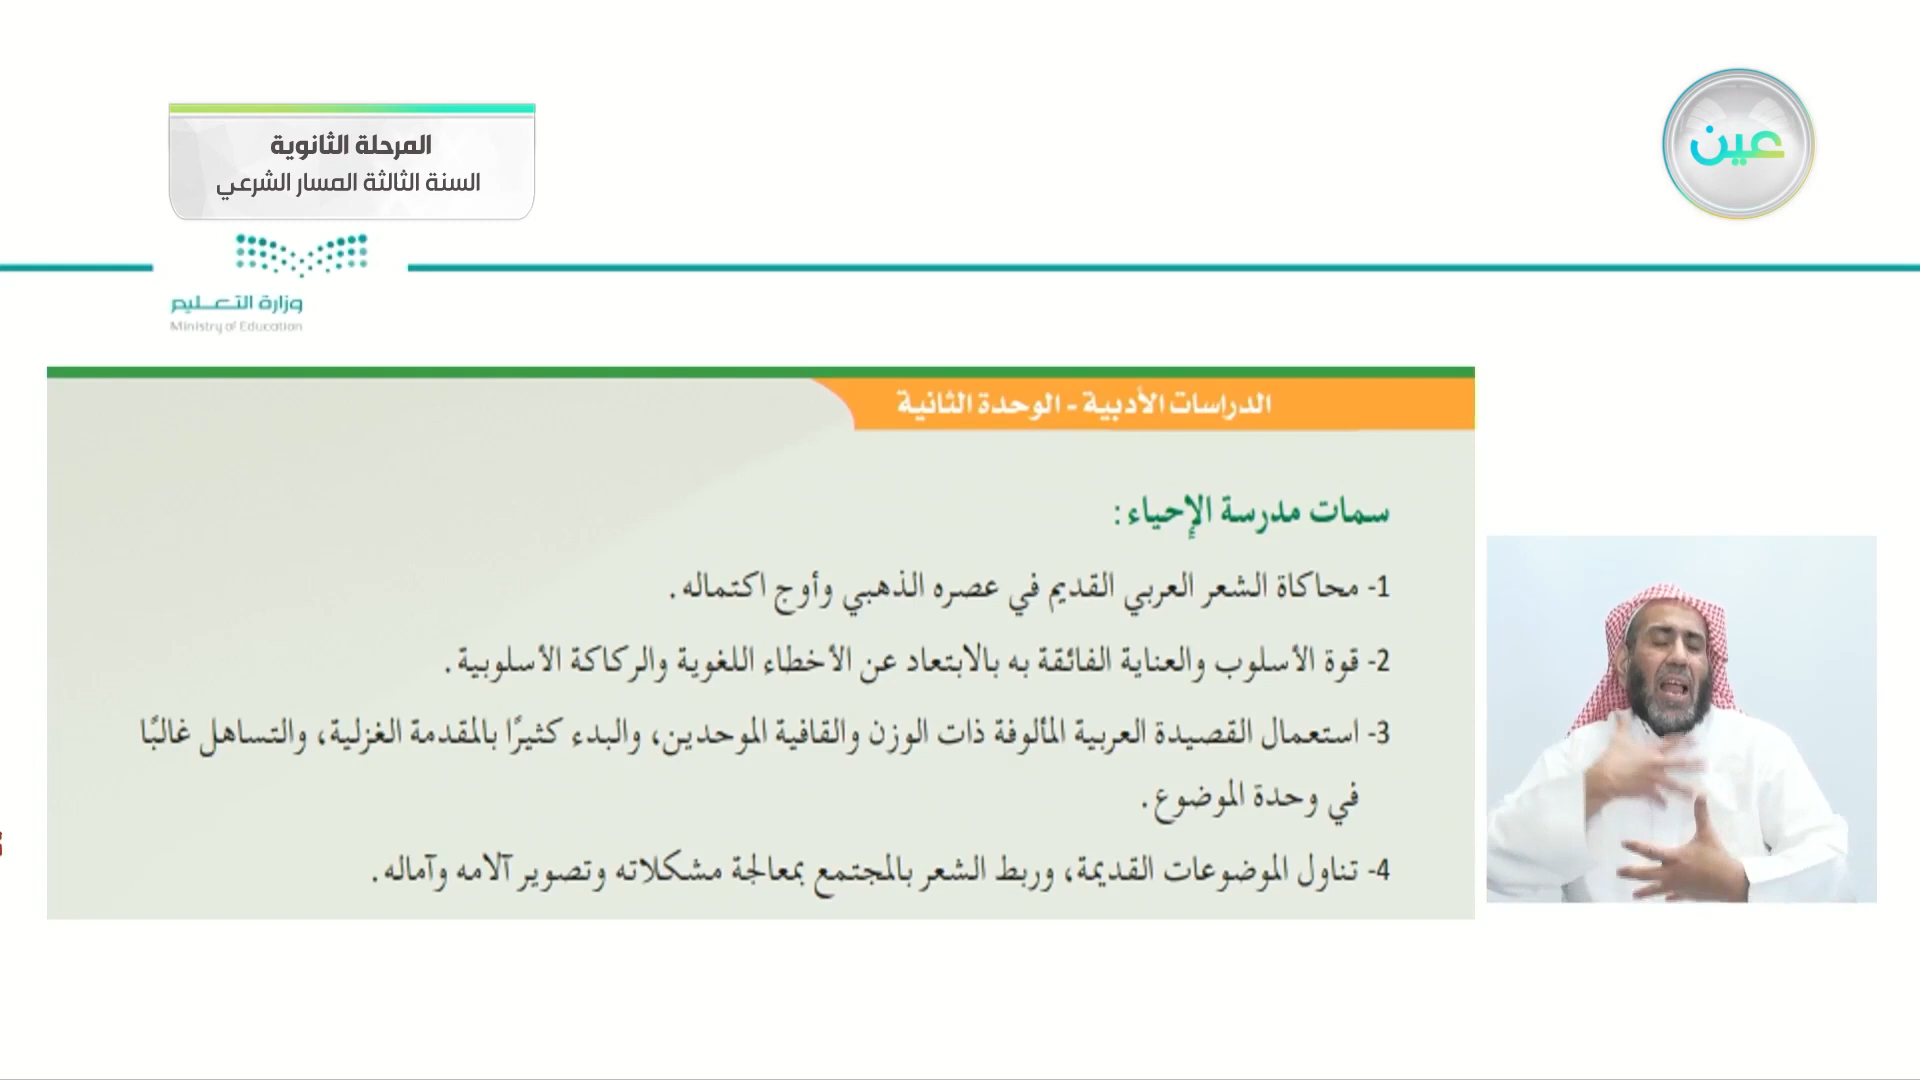 المرحلة الثانوية
السنة الثالثة المسار الشرعي
عين
وزارة التعليم
Ministry of Education
الدراسات الأدبية - الوحدة الثانية
سمات مدرسة الإحياء :
1- محاكاة الشعر العربي القديم في عصره الذهبي وأوج اكتماله .
2- قوة الأسلوب والعناية الفائقة به بالابتعاد عن الأخطاء اللغوية والركاكة الأسلوبية .
3- استعمال القصيدة العربية المألوفة ذات الوزن والقافية الموحدين، والبدء كثيرًا بالمقدمة الغزلية، والتساهل غالبًا
في وحدة الموضوع .
4- تناول الموضوعات القديمة، وربط الشعر بالمجتمع بمعالجة مشكلاته وتصوير آلامه وآماله .